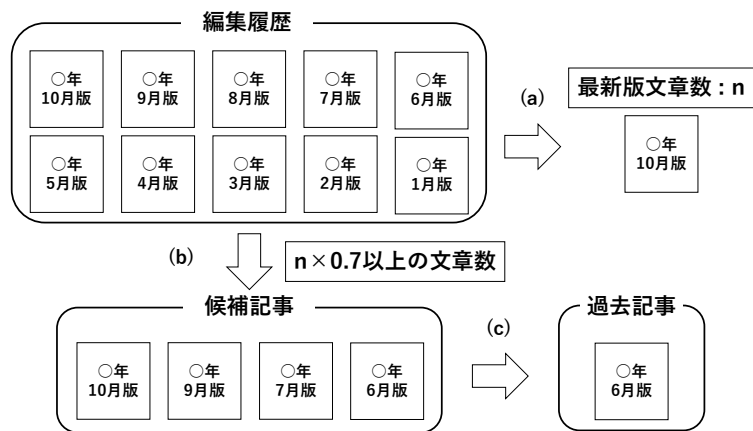 編集履歴
○年
10月版
○年
9月版
○年
8月版
○年
7月版
○年
6月版
○年
5月版
○年
4月版
○年
3月版
○年
2月版
○年
1月版
(a)
最新版文章数：n
○年
10月版
(b)
n×0.7以上の文章数
候補記事
○年
10月版
○年
9月版
○年
7月版
○年
6月版
(c)
過去記事
○年
6月版